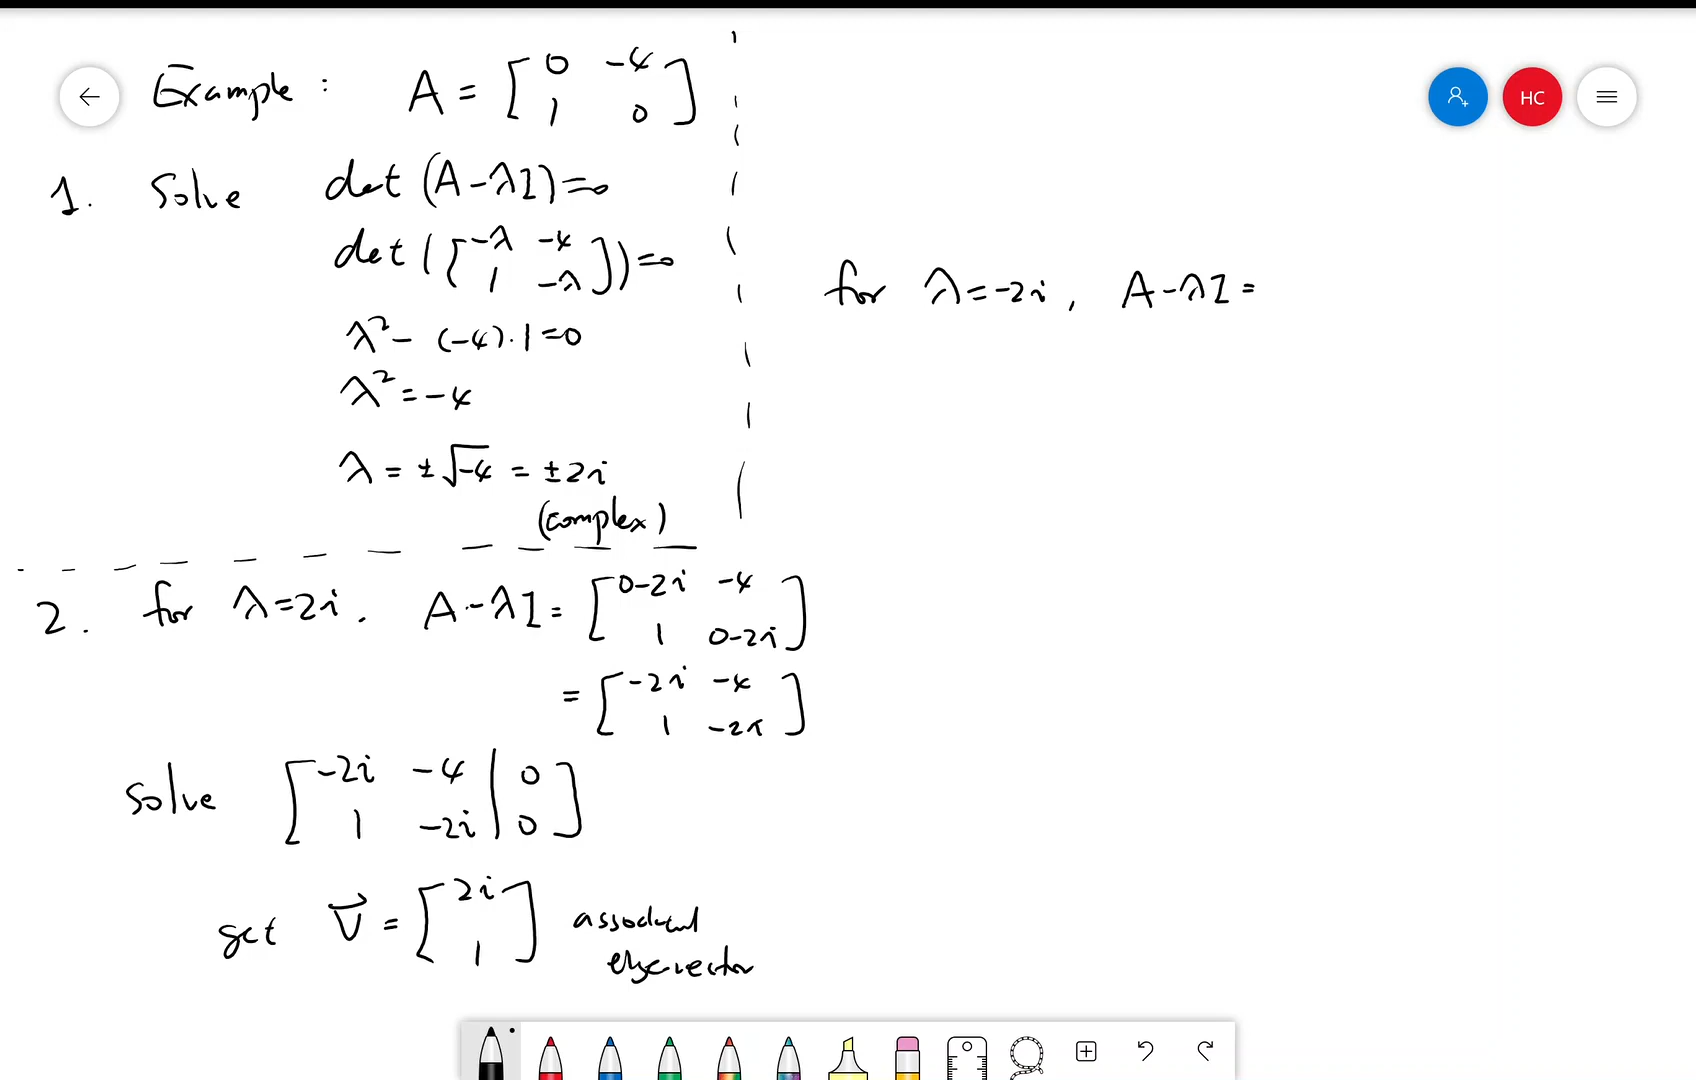 Example : A = [ 0 -4 ; 1 0 ]
1. Solve det (A-λI)=0
det ([ -λ -4 ; 1 -λ ])=0
λ² - (-4)·1=0
λ²=-4
λ = ±√-4 = ±2i
(complex)
2. for λ=2i, A-λI= [ 0-2i -4 ; 1 0-2i ]
= [ -2i -4 ; 1 -2i ]
solve [ -2i -4 | 0 ; 1 -2i | 0 ]
get v⃗ = [ 2i ; 1 ] associated
eigenvector
for λ=-2i, A-λI=
HC